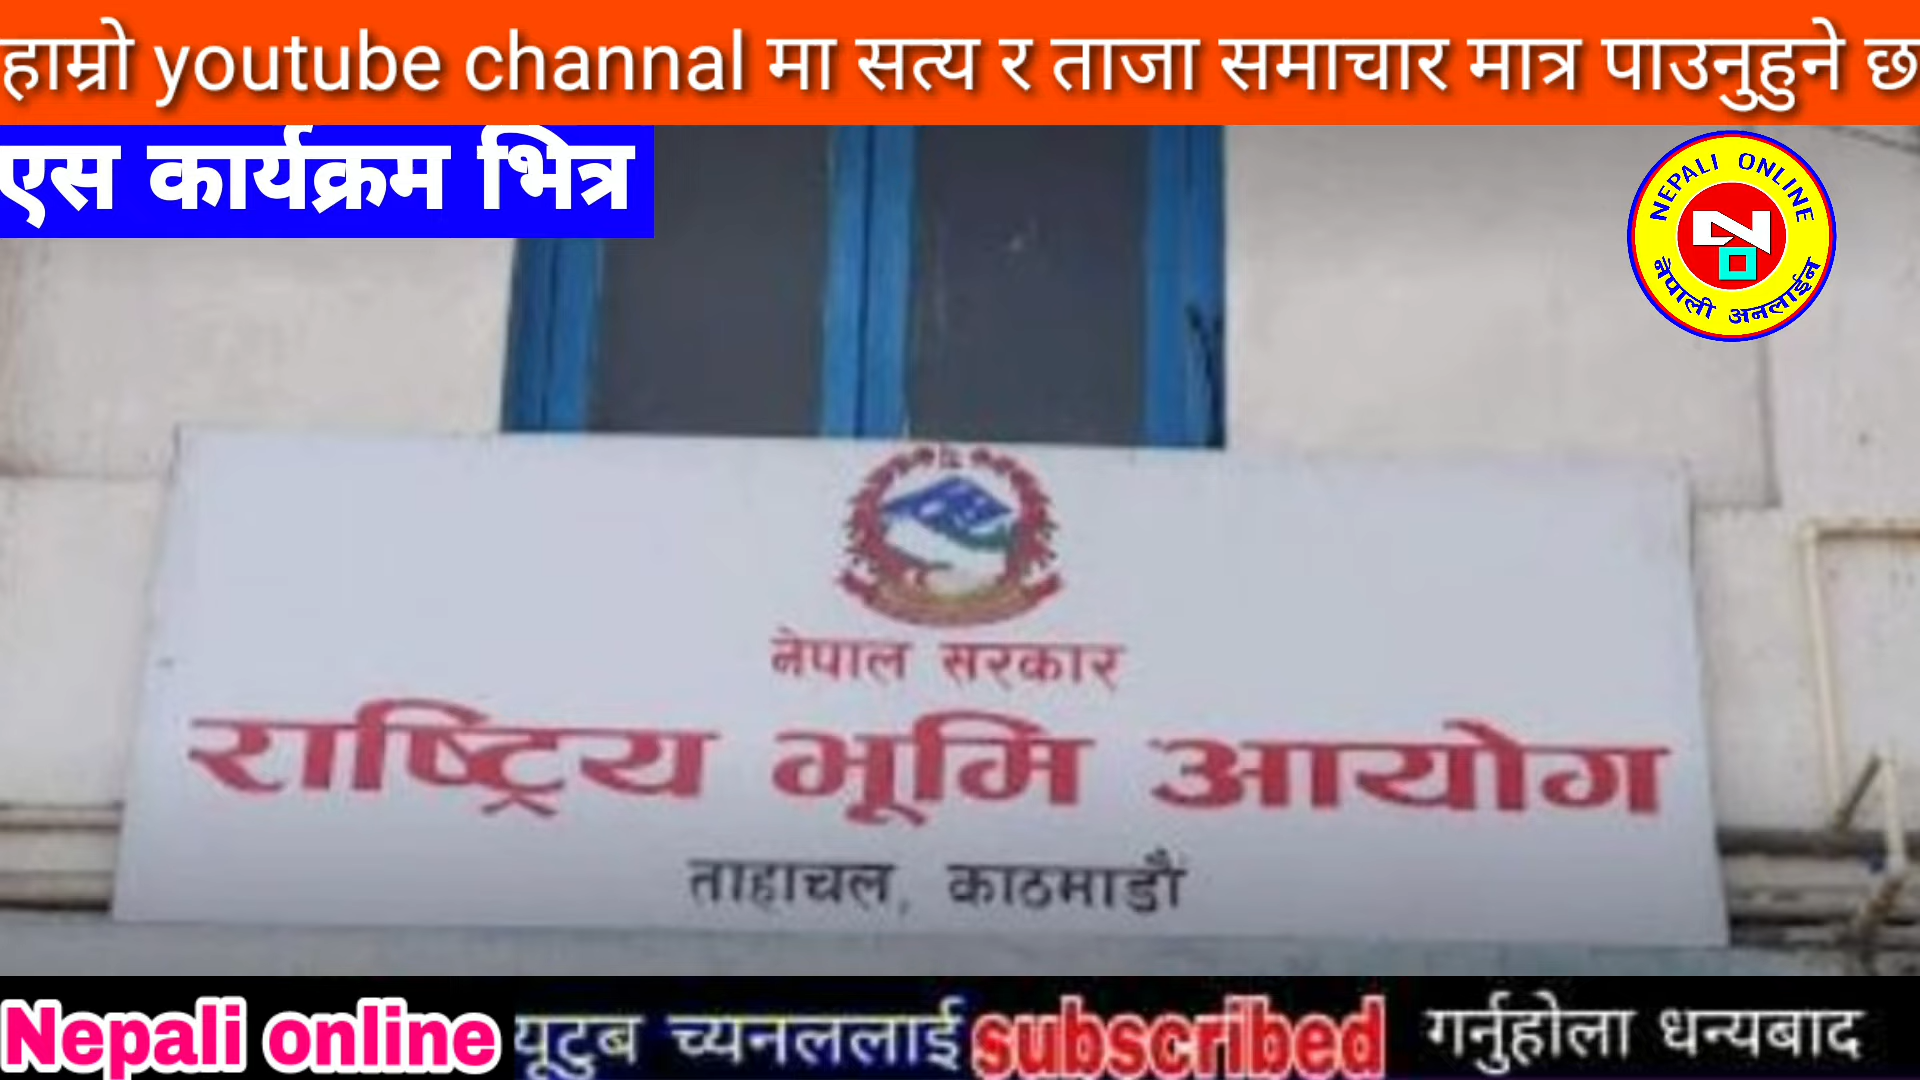 हाम्रो youtube channal मा सत्य र ताजा समाचार मात्र पाउनुहुने छ
एस कार्यक्रम भित्र
NEPALI ONLINE
नेपाली अनलाईन
नेपाल सरकार
राष्ट्रिय भूमि आयोग
ताहाचल, काठमाडौं
Nepali online यूटुब च्यनललाई subscribed गर्नुहोला धन्यबाद